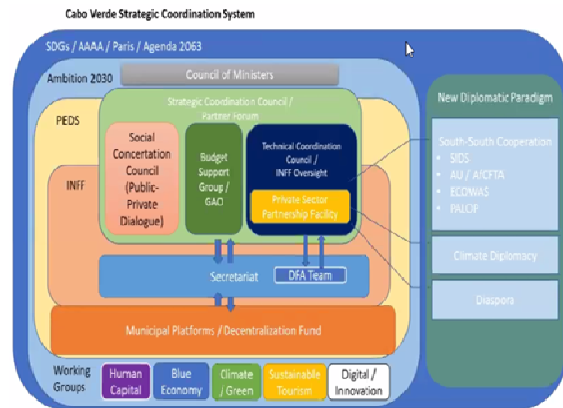 Cabo Verde Strategic Coordination System
SDGs / AAAA / Paris / Agenda 2063
Ambition 2030
Council of Ministers
PEDS
Strategic Coordination Council /
Partner Forum
Social
Concertation
Council
(Public-
Private
Dialogue)
Budget
Support
Group /
GAO
Technical Coordination
Council /
INFF Oversight
Private Sector
Partnership Facility
INFF
Secretariat
DFA Team
Municipal Platforms / Decentralization Fund
Working
Groups
Human
Capital
Blue
Economy
Climate
/ Green
Sustainable
Tourism
Digital /
Innovation
New Diplomatic Paradigm
South-South Cooperation
• SIDS
• AU / AfCFTA
• ECOWAS
• PALOP
Climate Diplomacy
Diaspora